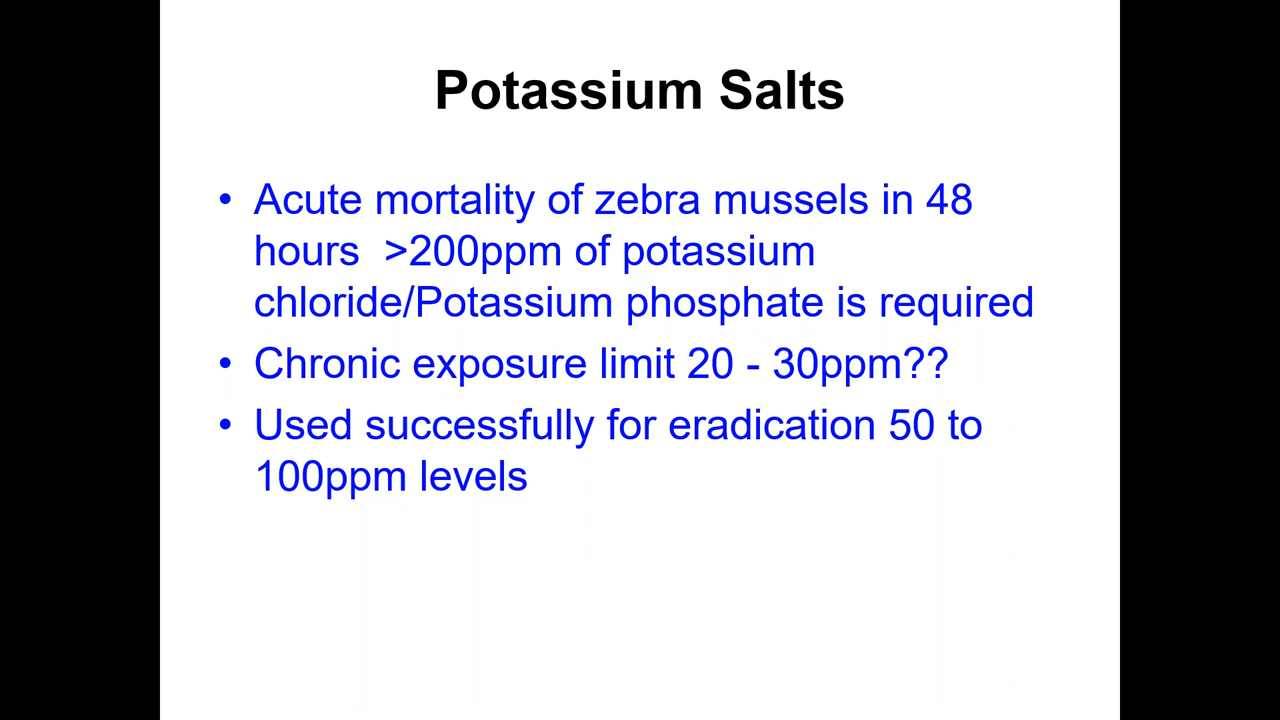 Potassium Salts
• Acute mortality of zebra mussels in 48
hours  >200ppm of potassium
chloride/Potassium phosphate is required
• Chronic exposure limit 20 - 30ppm??
• Used successfully for eradication 50 to
100ppm levels